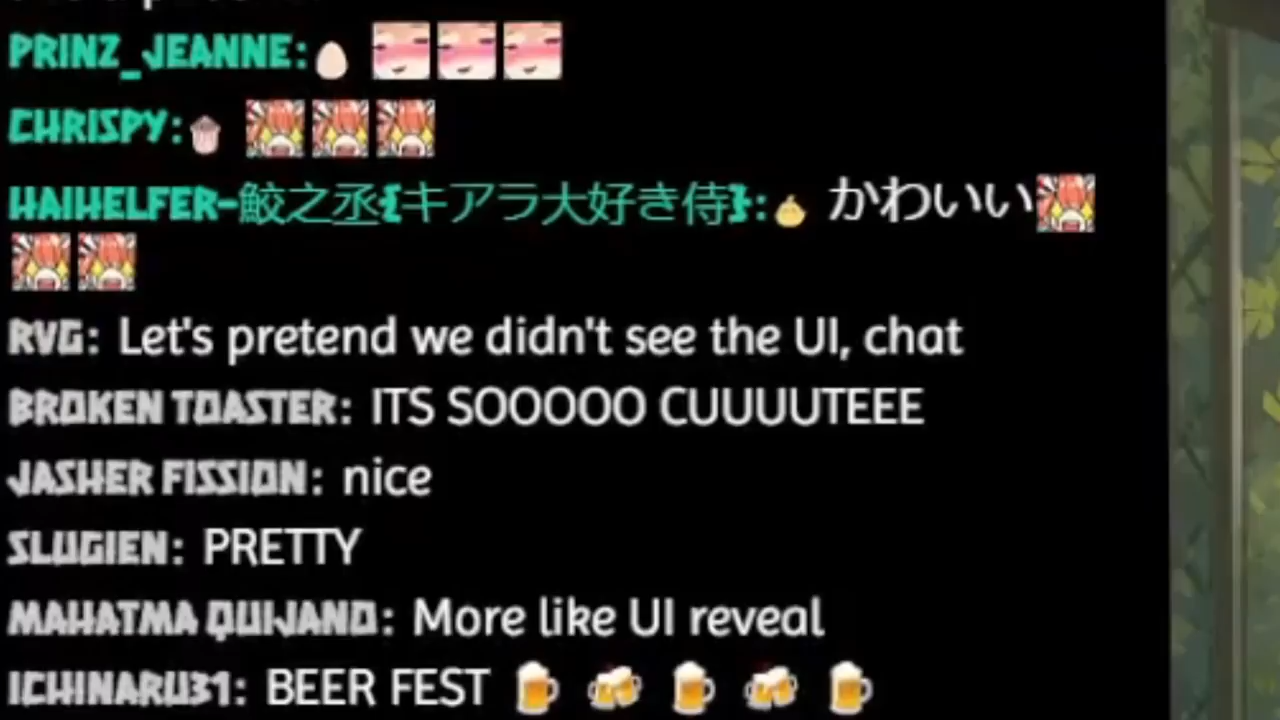 PRINZ_JEANNE:
CHRISPY:
HAIHELFER-鮫之丞{キアラ大好き侍}: かわいい
RVG: Let's pretend we didn't see the UI, chat
BROKEN TOASTER: ITS SOOOOO CUUUUTEEE
JASHER FISSION: nice
SLUGIEN: PRETTY
MAHATMA QUIJANO: More like UI reveal
ICHINARU31: BEER FEST 🍺 🍻 🍺 🍻 🍺